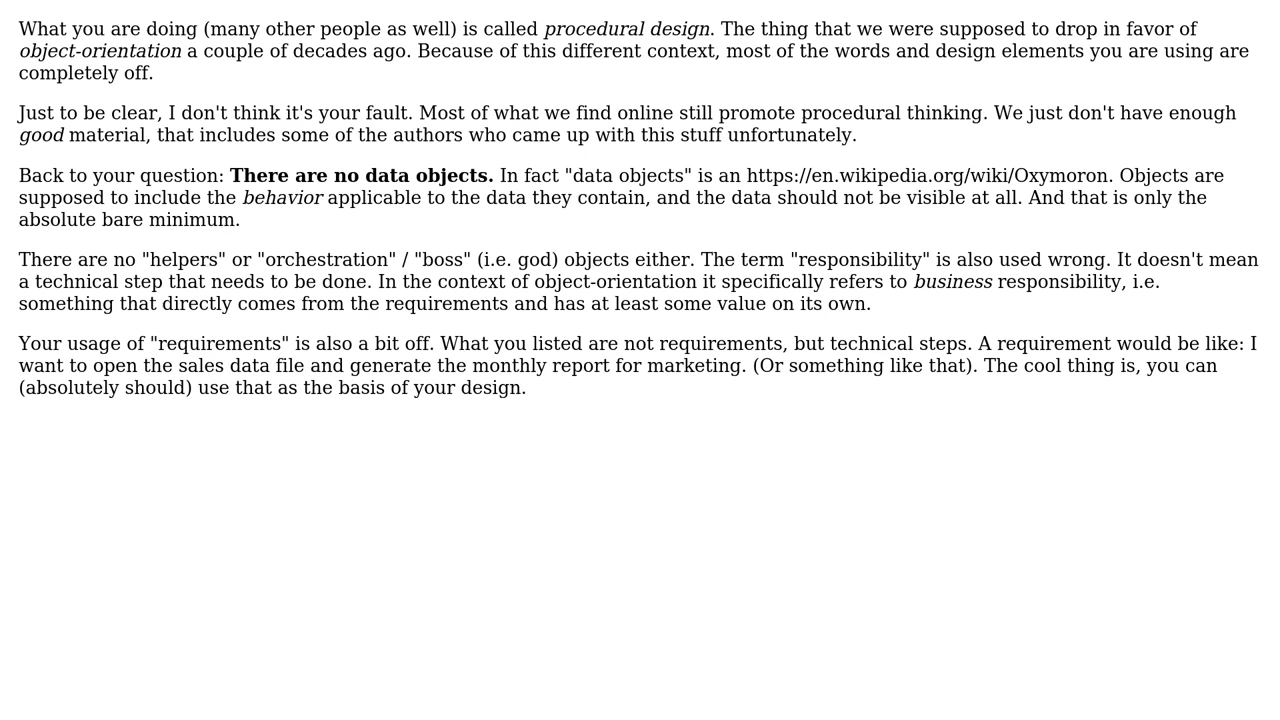 What you are doing (many other people as well) is called procedural design. The thing that we were supposed to drop in favor of
object-orientation a couple of decades ago. Because of this different context, most of the words and design elements you are using are
completely off.
Just to be clear, I don't think it's your fault. Most of what we find online still promote procedural thinking. We just don't have enough
good material, that includes some of the authors who came up with this stuff unfortunately.
Back to your question: There are no data objects. In fact "data objects" is an https://en.wikipedia.org/wiki/Oxymoron. Objects are
supposed to include the behavior applicable to the data they contain, and the data should not be visible at all. And that is only the
absolute bare minimum.
There are no "helpers" or "orchestration" / "boss" (i.e. god) objects either. The term "responsibility" is also used wrong. It doesn't mean
a technical step that needs to be done. In the context of object-orientation it specifically refers to business responsibility, i.e.
something that directly comes from the requirements and has at least some value on its own.
Your usage of "requirements" is also a bit off. What you listed are not requirements, but technical steps. A requirement would be like: I
want to open the sales data file and generate the monthly report for marketing. (Or something like that). The cool thing is, you can
(absolutely should) use that as the basis of your design.